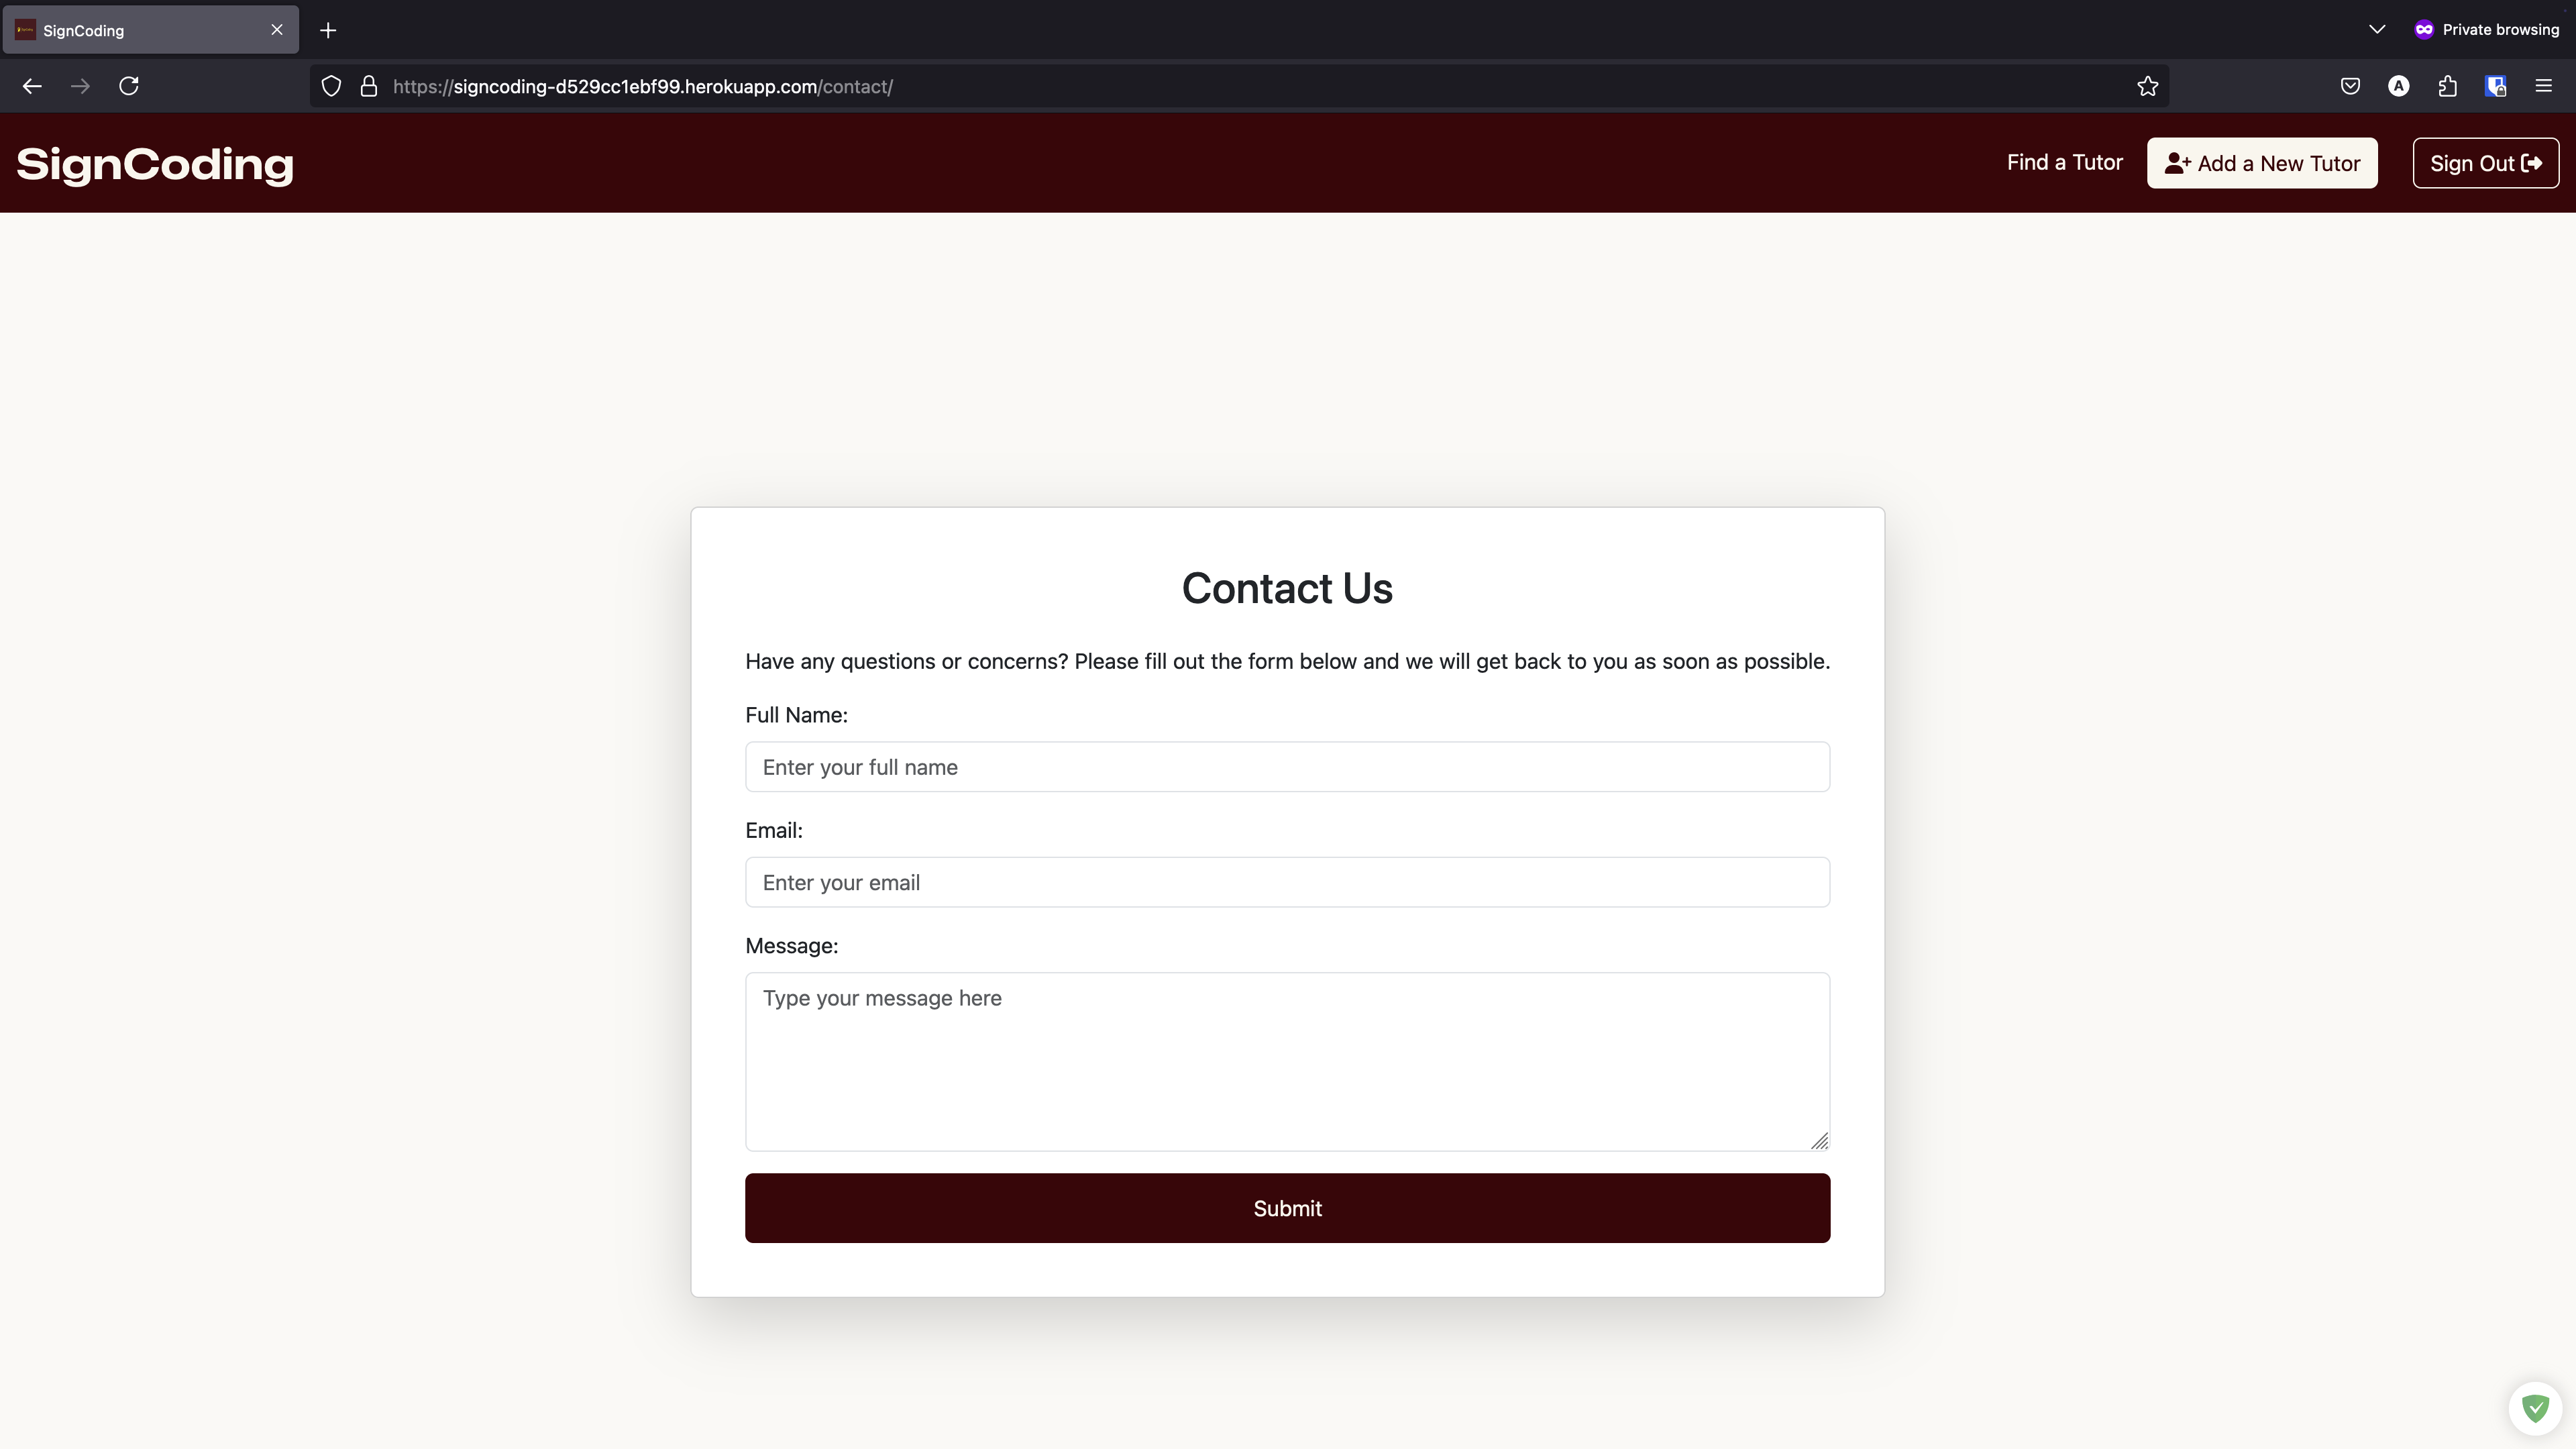 SignCoding
Private browsing
A
https://signcoding-d529cc1ebf99.herokuapp.com/contact/
SignCoding
Find a Tutor
Add a New Tutor
Sign Out
Contact Us
Have any questions or concerns? Please fill out the form below and we will get back to you as soon as possible.
Full Name:
Enter your full name
Email:
Enter your email
Message:
Type your message here
Submit